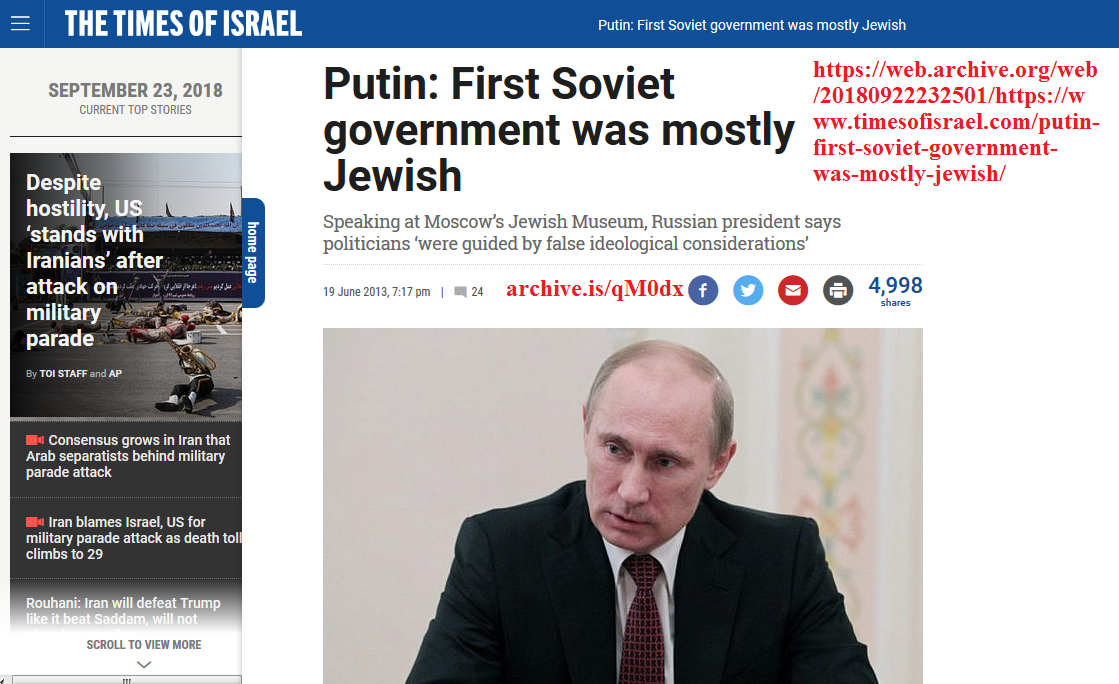 THE TIMES OF ISRAEL
Putin: First Soviet government was mostly Jewish
SEPTEMBER 23, 2018
CURRENT TOP STORIES
Despite
hostility, US
‘stands with
Iranians’ after
attack on
military
parade
By TOI STAFF and AP
Consensus grows in Iran that
Arab separatists behind military
parade attack
Iran blames Israel, US for
military parade attack as death toll
climbs to 29
Rouhani: Iran will defeat Trump
like it beat Saddam, will not
SCROLL TO VIEW MORE
home page
Putin: First Soviet
government was mostly
Jewish
https://web.archive.org/web
/20180922232501/https://w
ww.timesofisrael.com/putin-
first-soviet-government-
was-mostly-jewish/
Speaking at Moscow’s Jewish Museum, Russian president says
politicians ‘were guided by false ideological considerations’
19 June 2013, 7:17 pm | 24
archive.is/qM0dx
4,998
shares